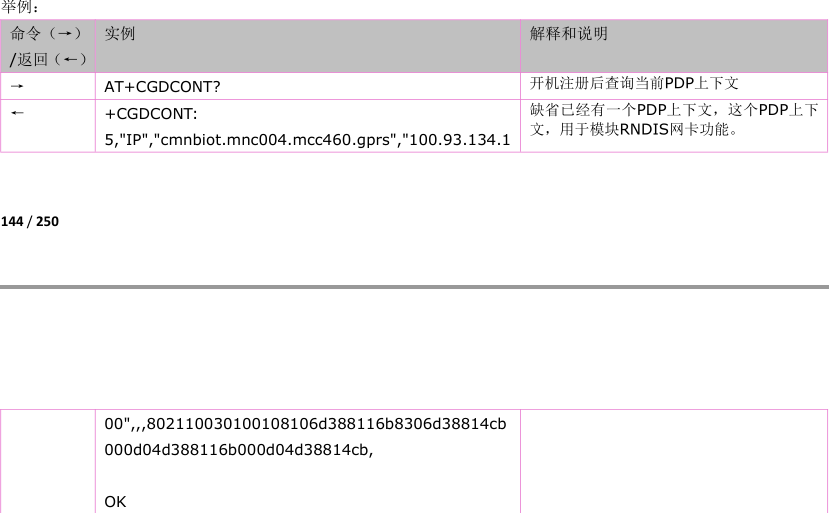 举例：
命令（→） 实例 解释和说明
/返回（←）
→ AT+CGDCONT? 开机注册后查询当前PDP上下文
← +CGDCONT: 缺省已经有一个PDP上下文，这个PDP上下
5,"IP","cmnbiot.mnc004.mcc460.gprs","100.93.134.1 文，用于模块RNDIS网卡功能。
144 / 250
00",,,802110030100108106d388116b8306d38814cb
000d04d388116b000d04d38814cb,
OK